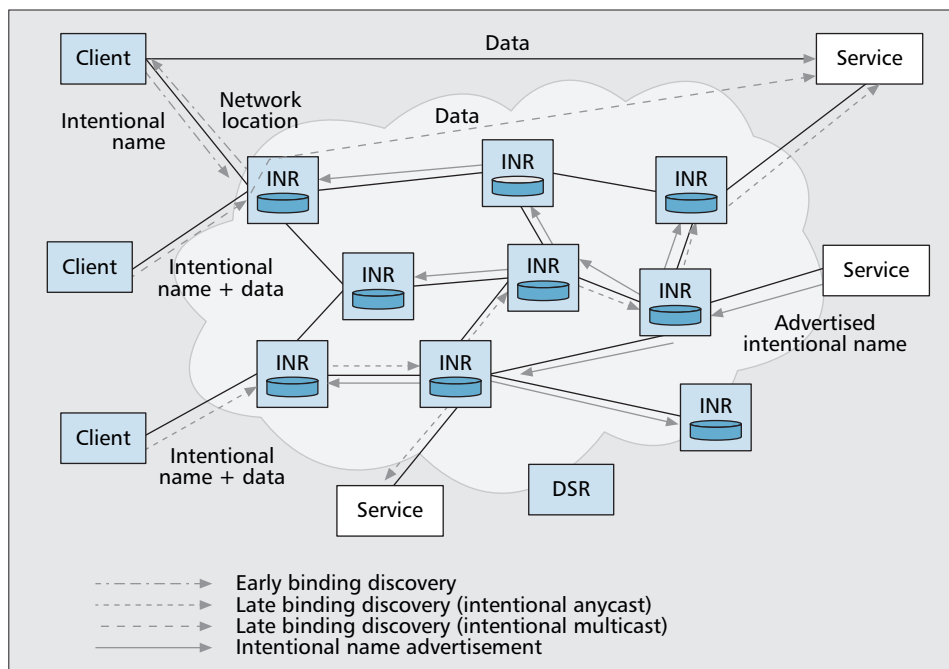 Client
Data
Service
Network
location
Data
Intentional
name
INR
INR
INR
Client
Intentional
name + data
INR
INR
INR
Service
Advertised
intentional name
INR
INR
INR
Client
Intentional
name + data
Service
DSR
Early binding discovery
Late binding discovery (intentional anycast)
Late binding discovery (intentional multicast)
Intentional name advertisement